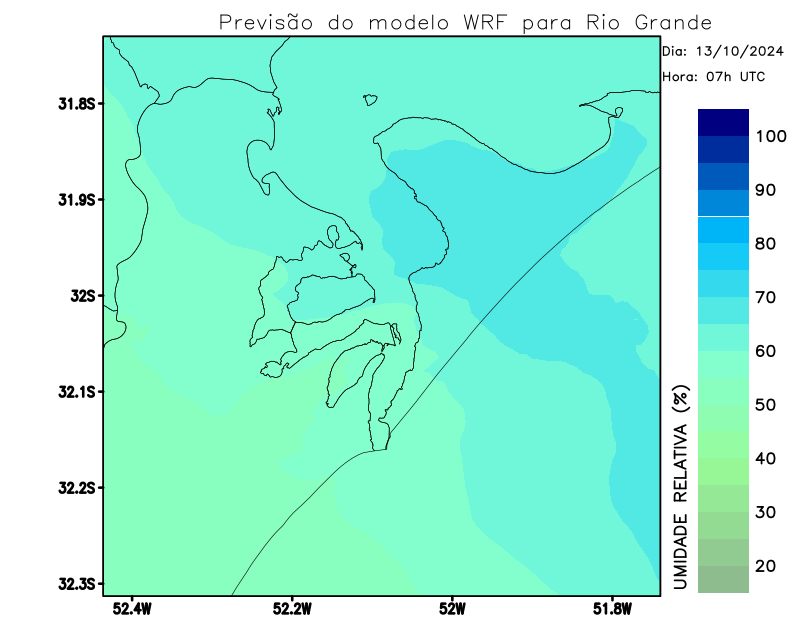 Previsão do modelo WRF para Rio Grande
Dia: 13/10/2024
Hora: 07h UTC
31.8S
31.9S
32S
32.1S
32.2S
32.3S
52.4W
52.2W
52W
51.8W
100
90
80
70
60
50
40
30
20
UMIDADE RELATIVA (%)